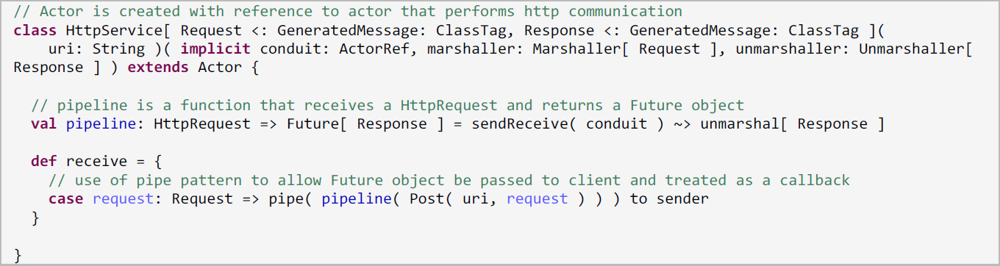 // Actor is created with reference to actor that performs http communication
class HttpService[ Request <: GeneratedMessage: ClassTag, Response <: GeneratedMessage: ClassTag ](
    uri: String )( implicit conduit: ActorRef, marshaller: Marshaller[ Request ], unmarshaller: Unmarshaller[
Response ] ) extends Actor {
  // pipeline is a function that receives a HttpRequest and returns a Future object
  val pipeline: HttpRequest => Future[ Response ] = sendReceive( conduit ) ~> unmarshal[ Response ]
  def receive = {
    // use of pipe pattern to allow Future object be passed to client and treated as a callback
    case request: Request => pipe( pipeline( Post( uri, request ) ) ) to sender
  }
}